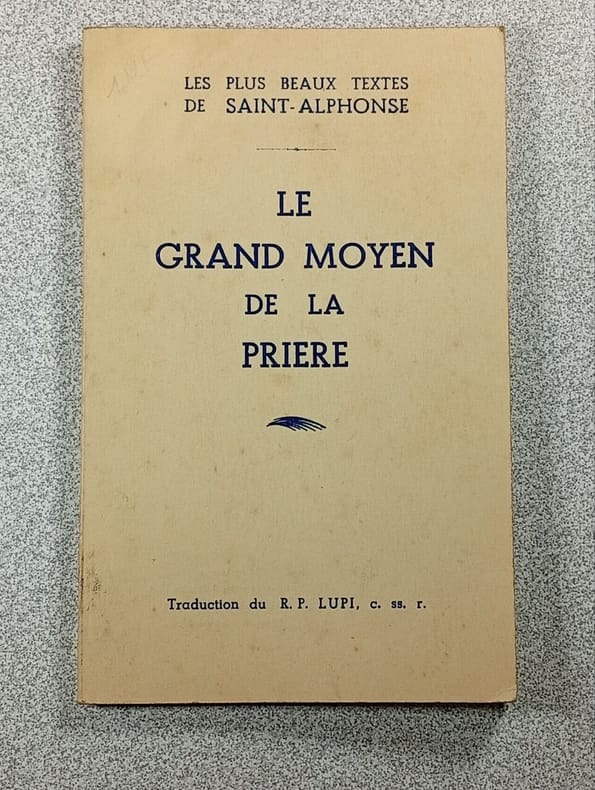 LES PLUS BEAUX TEXTES
DE SAINT-ALPHONSE
LE
GRAND MOYEN
DE LA
PRIERE
Traduction du R. P. LUPI, c. ss. r.